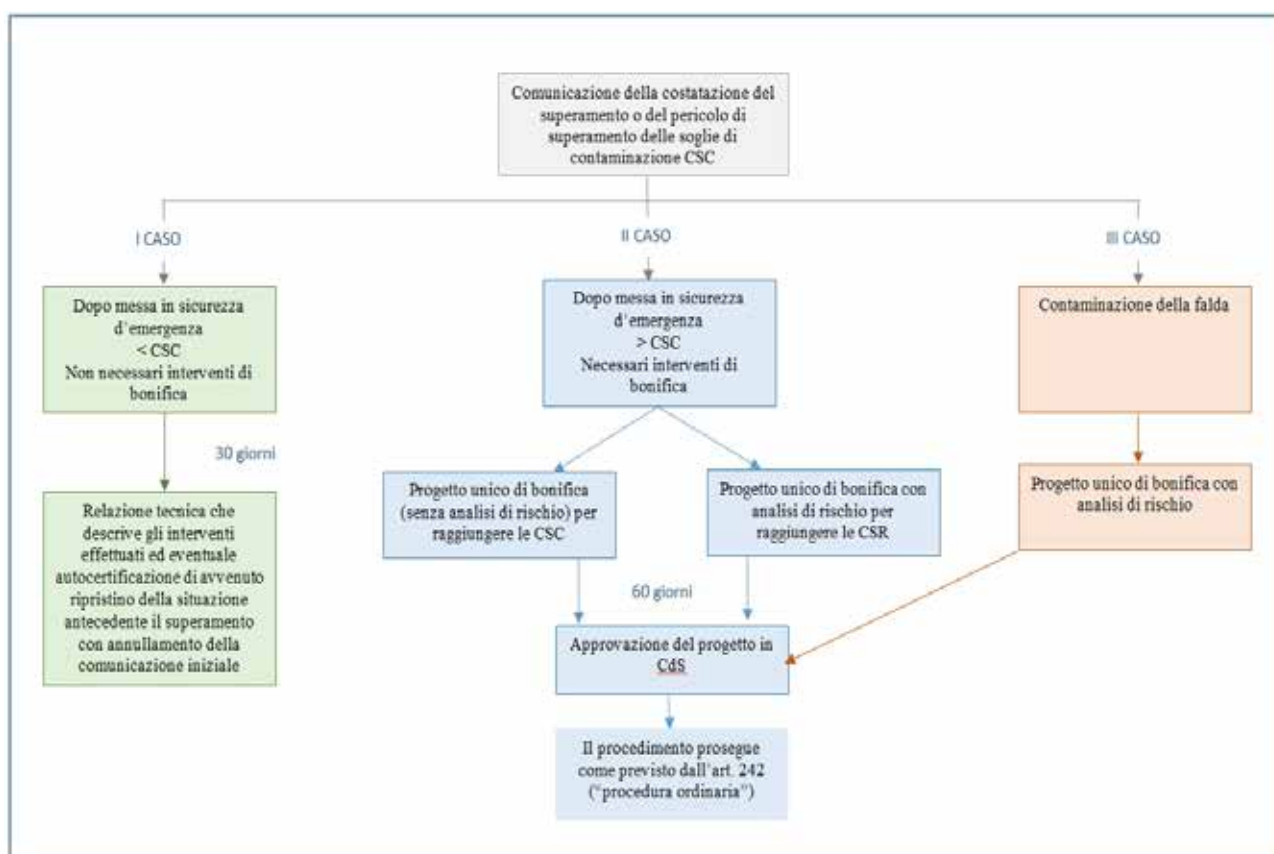 Comunicazione della costatazione del
superamento o del pericolo di
superamento delle soglie di
contaminazione CSC
I CASO
II CASO
III CASO
Dopo messa in sicurezza
d'emergenza
< CSC
Non necessari interventi di
bonifica
Dopo messa in sicurezza
d'emergenza
> CSC
Necessari interventi di
bonifica
Contaminazione della falda
30 giorni
Relazione tecnica che
descrive gli interventi
effettuati ed eventuale
autocertificazione di avvenuto
ripristino della situazione
antecedente il superamento
con annullamento della
comunicazione iniziale
Progetto unico di bonifica
(senza analisi di rischio) per
raggiungere le CSC
Progetto unico di bonifica con
analisi di rischio per
raggiungere le CSR
Progetto unico di bonifica con
analisi di rischio
60 giorni
Approvazione del progetto in
CdS
Il procedimento prosegue
come previsto dall'art. 242
("procedura ordinaria")